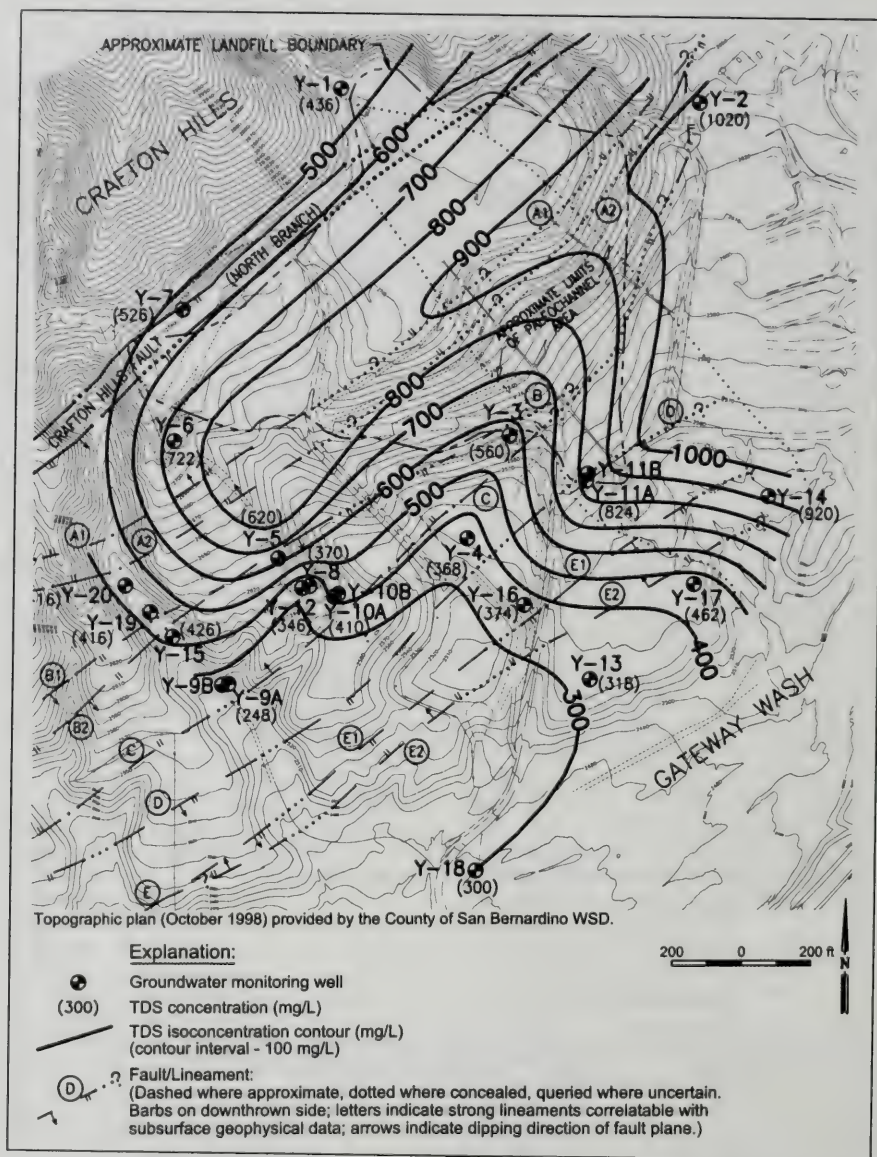 APPROXIMATE LANDFILL BOUNDARY
Y-1
(436)
Y-2
(1020)
CRAFTON HILLS
500
600
700
800
900
A1
A2
F
(NORTH BRANCH)
Y-7
(526)
CRAFTON HILLS FAULT
APPROXIMATE LIMITS
OF PALEOCHANNEL
AREA
Y-6
(722)
800
700
600
500
Y-3
(560)
B
D
1000
Y-11B
Y-11A
(824)
Y-14
(920)
(620)
Y-5
C
A1
A2
(370)
Y-8
(368)
Y-4
E1
Y-20
16)
Y-12
(346)
Y-10B
Y-10A
(410)
Y-16
(374)
E2
Y-17
(462)
Y-19
(416)
(426)
Y-15
400
Y-9B
Y-9A
(248)
Y-13
(318)
300
B1
B2
C
E1
E2
D
E
GATEWAY WASH
Y-18
(300)
Topographic plan (October 1998) provided by the County of San Bernardino WSD.
Explanation:
Groundwater monitoring well
(300) TDS concentration (mg/L)
TDS isoconcentration contour (mg/L)
(contour interval - 100 mg/L)
D ? Fault/Lineament:
(Dashed where approximate, dotted where concealed, queried where uncertain.
Barbs on downthrown side; letters indicate strong lineaments correlatable with
subsurface geophysical data; arrows indicate dipping direction of fault plane.)
200 0 200 ft
N